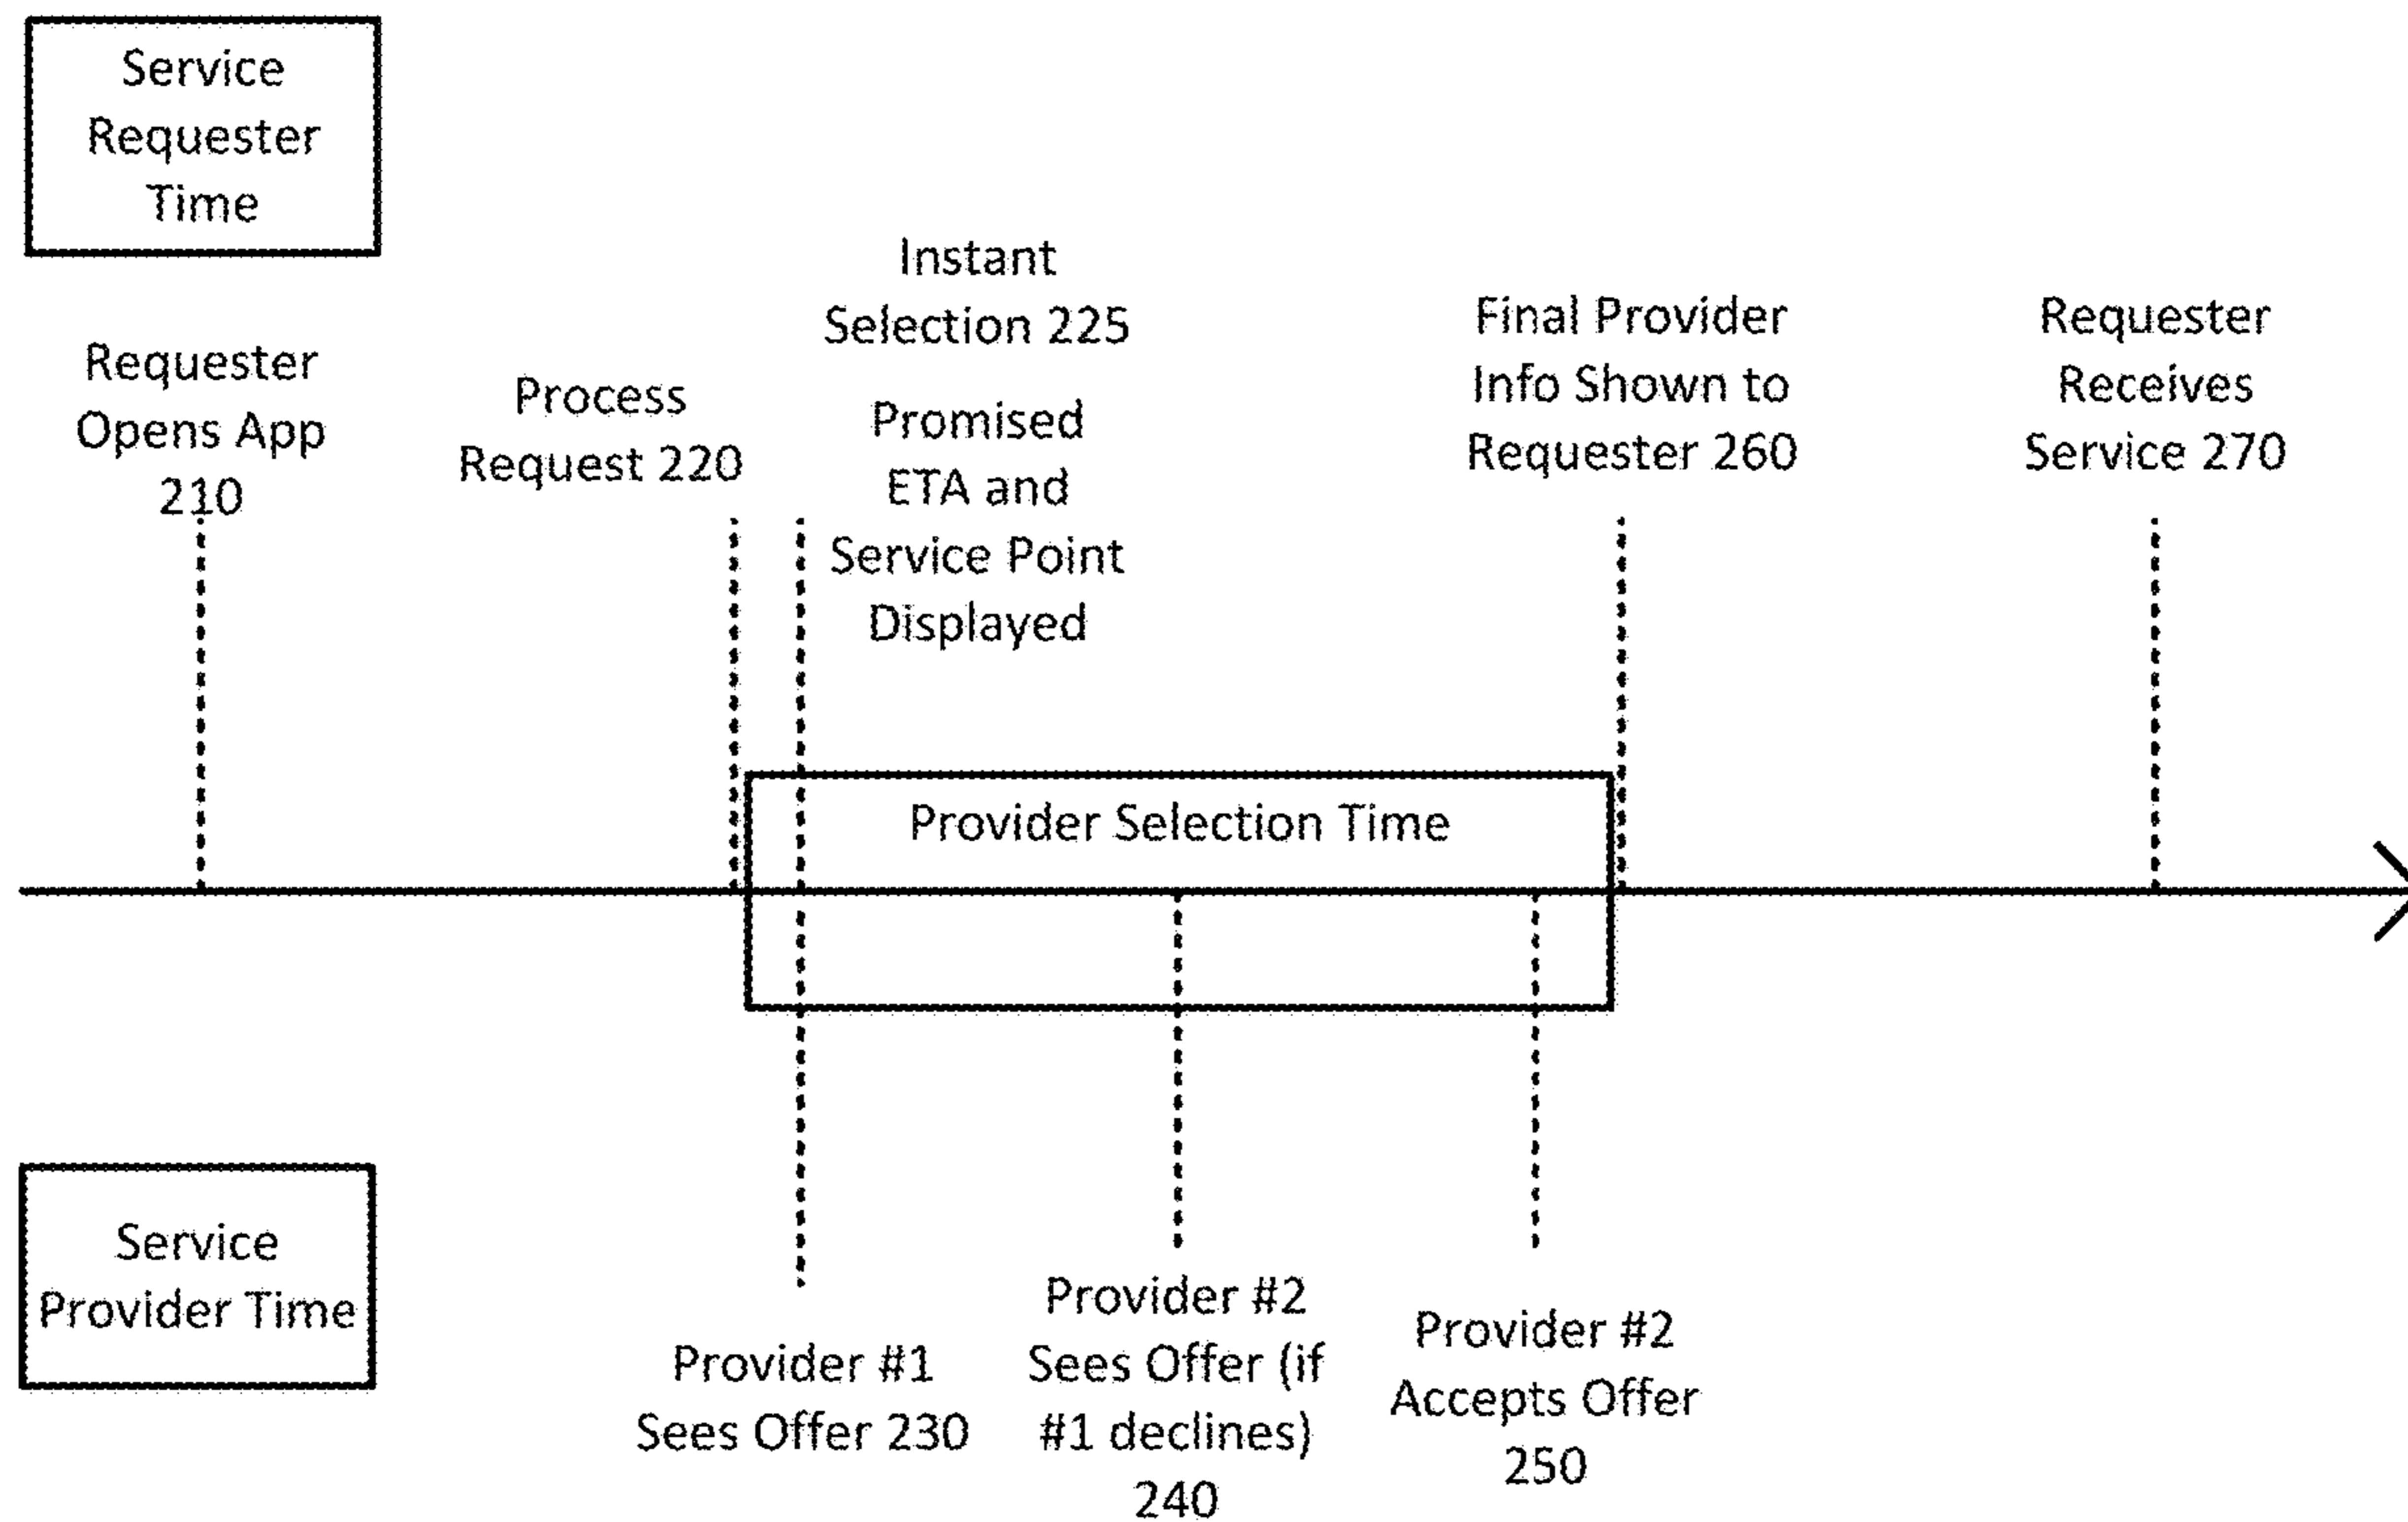 Service
Requester
Time
Requester
Opens App
210
Process
Request 220
Instant
Selection 225
Promised
ETA and
Service Point
Displayed
Final Provider
Info Shown to
Requester 260
Requester
Receives
Service 270
Provider Selection Time
Service
Provider Time
Provider #1
Sees Offer 230
Provider #2
Sees Offer (if
#1 declines)
240
Provider #2
Accepts Offer
250